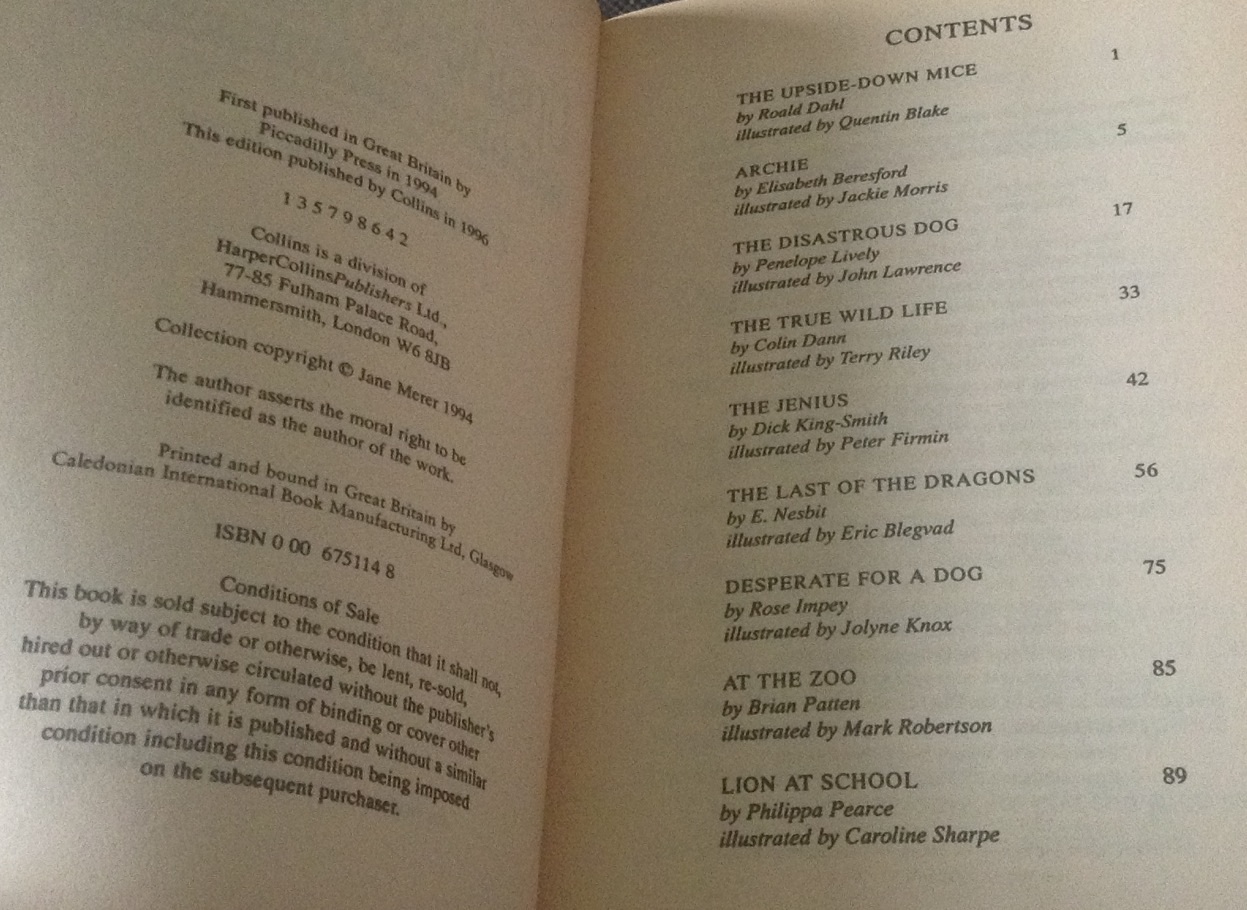 First published in Great Britain by
Piccadilly Press in 1994
This edition published by Collins in 1996
1 3 5 7 9 8 6 4 2
Collins is a division of
HarperCollinsPublishers Ltd.,
77-85 Fulham Palace Road,
Hammersmith, London W6 8JB
Collection copyright © Jane Merer 1994
The author asserts the moral right to be
identified as the author of the work.
Printed and bound in Great Britain by
Caledonian International Book Manufacturing Ltd, Glasgow
ISBN 0 00 675114 8
Conditions of Sale
This book is sold subject to the condition that it shall not,
by way of trade or otherwise, be lent, re-sold,
hired out or otherwise circulated without the publisher's
prior consent in any form of binding or cover other
than that in which it is published and without a similar
condition including this condition being imposed
on the subsequent purchaser.
CONTENTS
THE UPSIDE-DOWN MICE 1
by Roald Dahl
illustrated by Quentin Blake
ARCHIE 5
by Elisabeth Beresford
illustrated by Jackie Morris
THE DISASTROUS DOG 17
by Penelope Lively
illustrated by John Lawrence
THE TRUE WILD LIFE 33
by Colin Dann
illustrated by Terry Riley
THE JENIUS 42
by Dick King-Smith
illustrated by Peter Firmin
THE LAST OF THE DRAGONS 56
by E. Nesbit
illustrated by Eric Blegvad
DESPERATE FOR A DOG 75
by Rose Impey
illustrated by Jolyne Knox
AT THE ZOO 85
by Brian Patten
illustrated by Mark Robertson
LION AT SCHOOL 89
by Philippa Pearce
illustrated by Caroline Sharpe